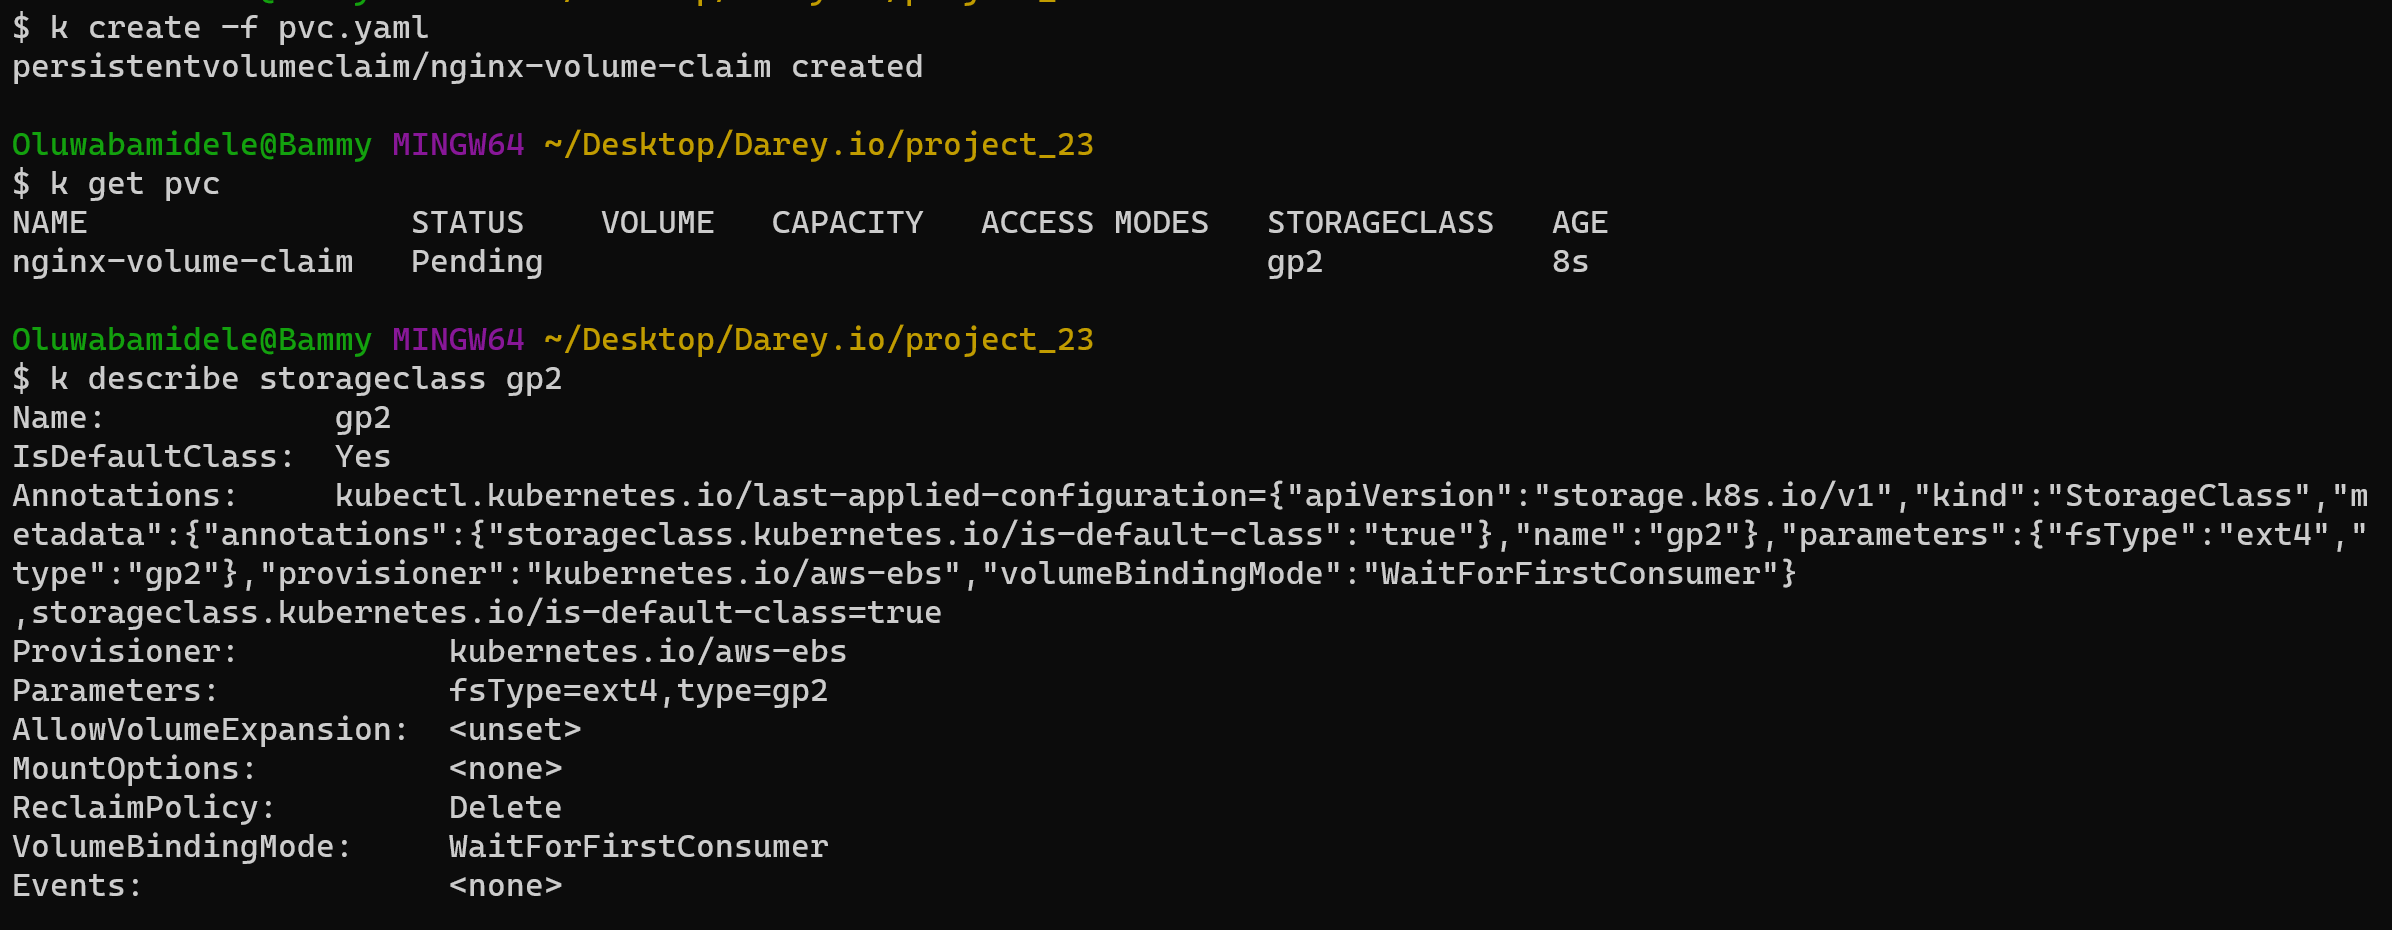 $ k create -f pvc.yaml
persistentvolumeclaim/nginx-volume-claim created
Oluwabamidele@Bammy MINGW64 ~/Desktop/Darey.io/project_23
$ k get pvc
NAME                 STATUS    VOLUME   CAPACITY   ACCESS MODES   STORAGECLASS   AGE
nginx-volume-claim   Pending                                      gp2            8s
Oluwabamidele@Bammy MINGW64 ~/Desktop/Darey.io/project_23
$ k describe storageclass gp2
Name:            gp2
IsDefaultClass:  Yes
Annotations:     kubectl.kubernetes.io/last-applied-configuration={"apiVersion":"storage.k8s.io/v1","kind":"StorageClass","m
etadata":{"annotations":{"storageclass.kubernetes.io/is-default-class":"true"},"name":"gp2"},"parameters":{"fsType":"ext4","
type":"gp2"},"provisioner":"kubernetes.io/aws-ebs","volumeBindingMode":"WaitForFirstConsumer"}
,storageclass.kubernetes.io/is-default-class=true
Provisioner:           kubernetes.io/aws-ebs
Parameters:            fsType=ext4,type=gp2
AllowVolumeExpansion:  <unset>
MountOptions:          <none>
ReclaimPolicy:         Delete
VolumeBindingMode:     WaitForFirstConsumer
Events:                <none>